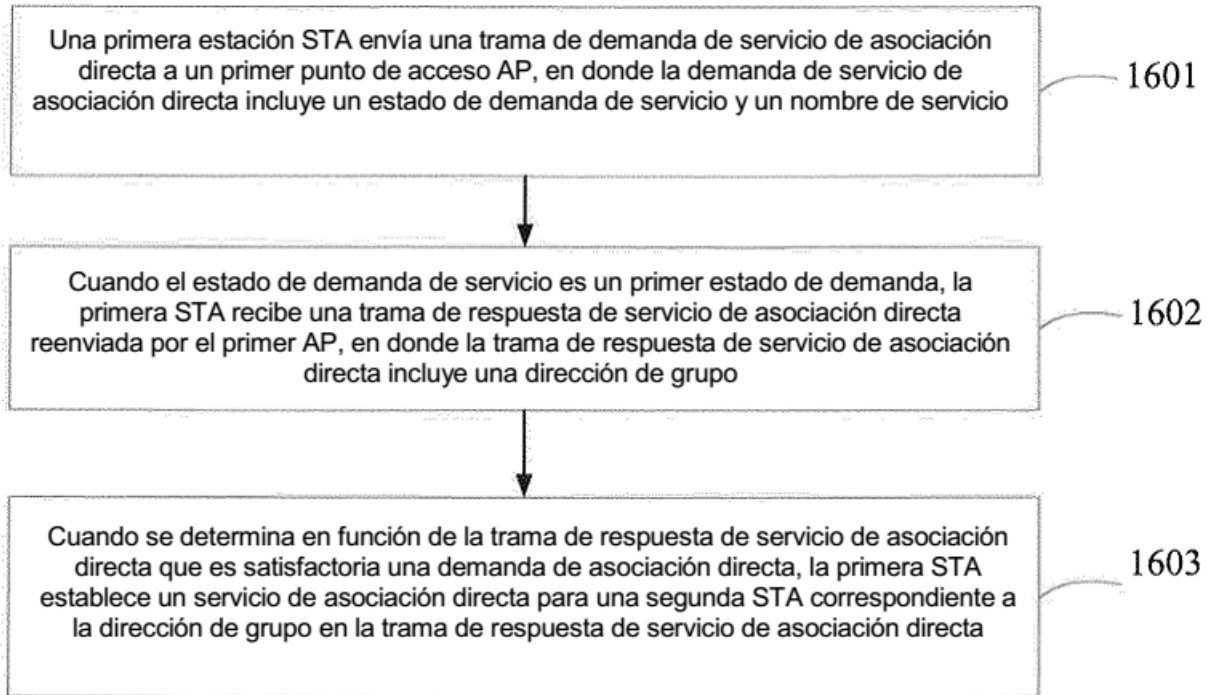 Una primera estación STA envía una trama de demanda de servicio de asociación
directa a un primer punto de acceso AP, en donde la demanda de servicio de
asociación directa incluye un estado de demanda de servicio y un nombre de servicio
1601
Cuando el estado de demanda de servicio es un primer estado de demanda, la
primera STA recibe una trama de respuesta de servicio de asociación directa
reenviada por el primer AP, en donde la trama de respuesta de servicio de asociación
directa incluye una dirección de grupo
1602
Cuando se determina en función de la trama de respuesta de servicio de asociación
directa que es satisfactoria una demanda de asociación directa, la primera STA
establece un servicio de asociación directa para una segunda STA correspondiente a
la dirección de grupo en la trama de respuesta de servicio de asociación directa
1603